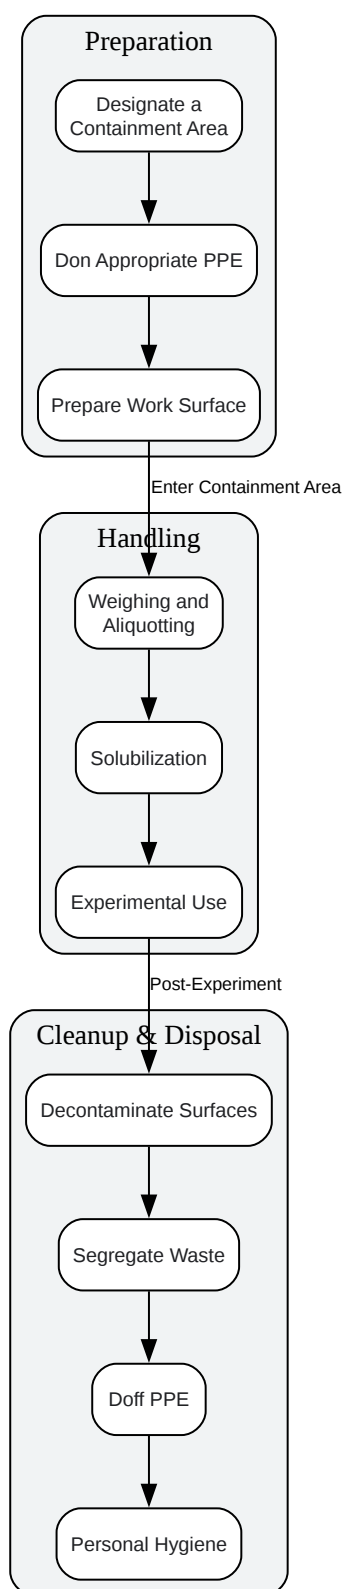 Preparation
Designate a
Containment Area
Don Appropriate PPE
Prepare Work Surface
Enter Containment Area
Handling
Weighing and
Aliquotting
Solubilization
Experimental Use
Post-Experiment
Cleanup & Disposal
Decontaminate Surfaces
Segregate Waste
Doff PPE
Personal Hygiene